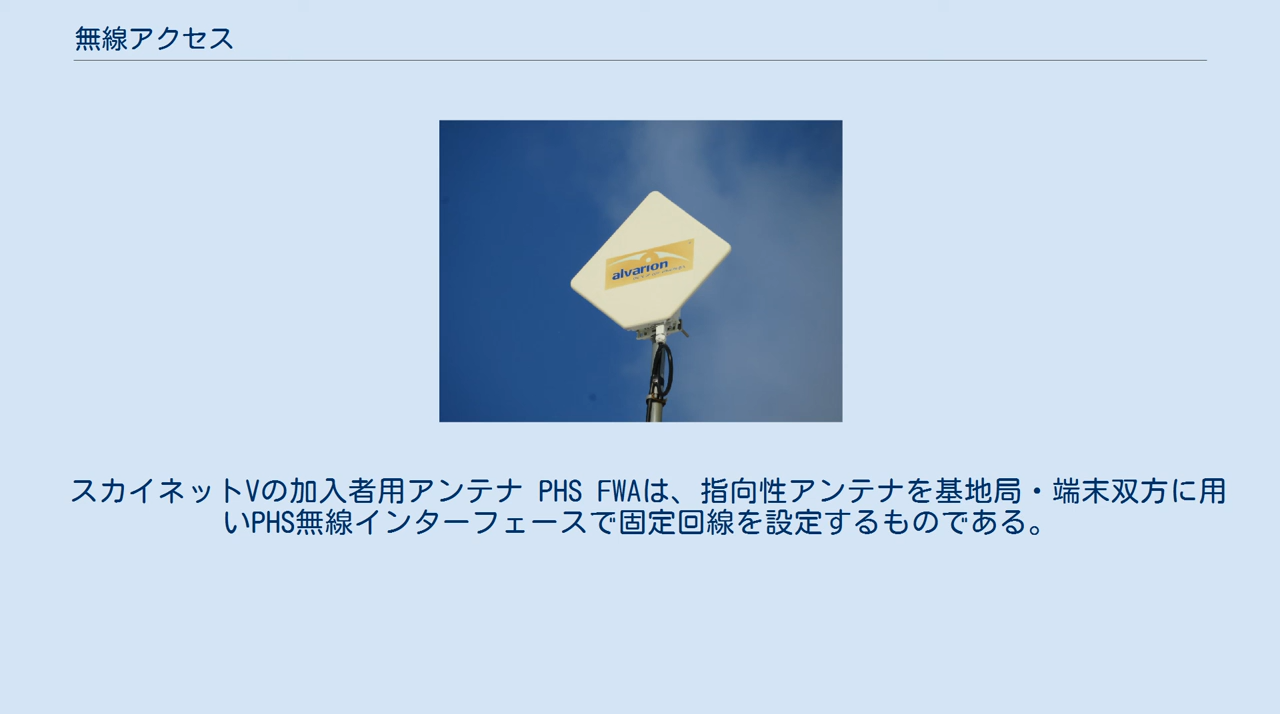 無線アクセス
alvarion
スカイネットVの加入者用アンテナ PHS FWAは、指向性アンテナを基地局・端末双方に用
いPHS無線インターフェースで固定回線を設定するものである。